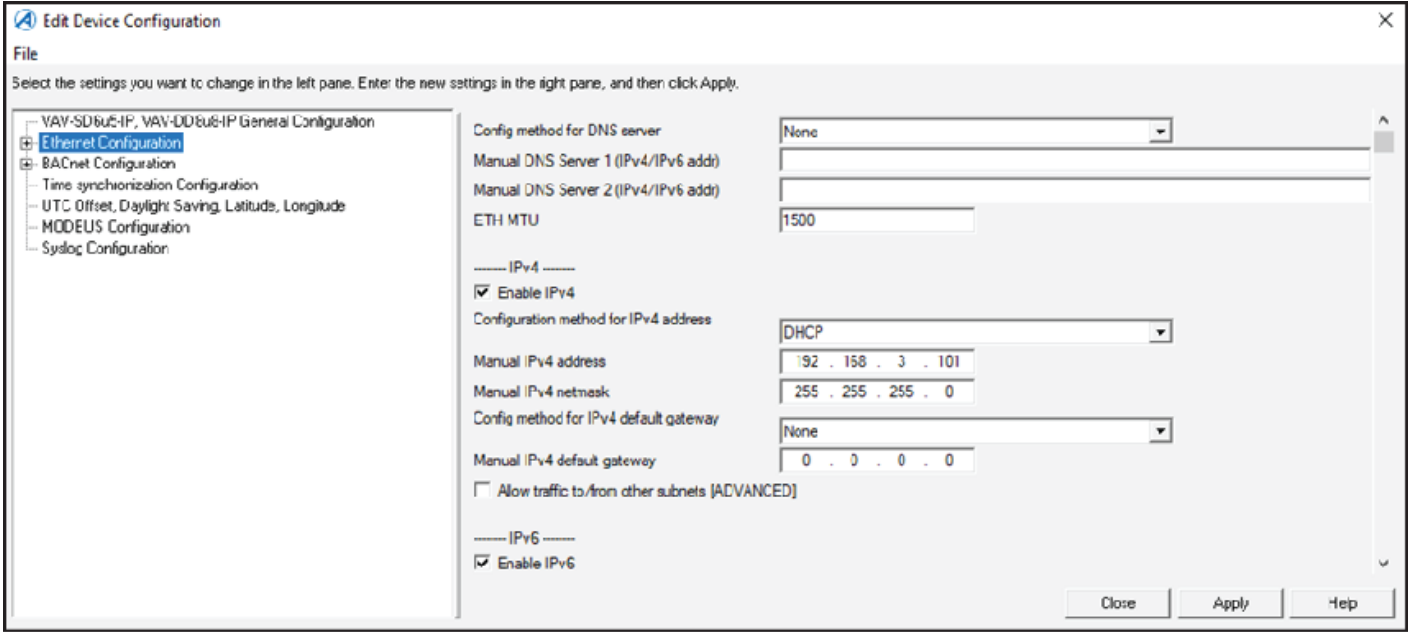 Edit Device Configuration
File
Select the settings you want to change in the left pane. Enter the new settings in the right pane, and then click Apply.
VAV-SD6u5-IP, VAV-DD8u8-IP General Configuration
Ethernet Configuration
BACnet Configuration
Time synchronization Configuration
UTC Offset, Daylight Saving, Latitude, Longitude
MODEUS Configuration
Syslog Configuration
Config method for DNS server None
Manual DNS Server 1 (IPv4/IPv6 addr)
Manual DNS Server 2 (IPv4/IPv6 addr)
ETH MTU 1500
------- IPv4 -------
Enable IPv4
Configuration method for IPv4 address DHCP
Manual IPv4 address 192 . 168 . 3 . 101
Manual IPv4 netmask 255 . 255 . 255 . 0
Config method for IPv4 default gateway None
Manual IPv4 default gateway 0 . 0 . 0 . 0
Allow traffic to/from other subnets [ADVANCED]
------- IPv6 -------
Enable IPv6
Close Apply Help